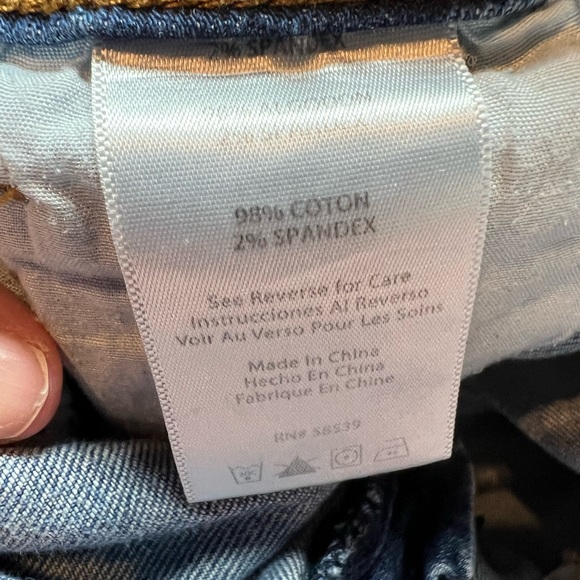 2% SPANDEX
ALGODON
98% COTON
2% SPANDEX
See Reverse for Care
Instrucciones Al Reverso
Voir Au Verso Pour Les Soins
Made In China
Hecho En China
Fabrique En Chine
RN# 58539